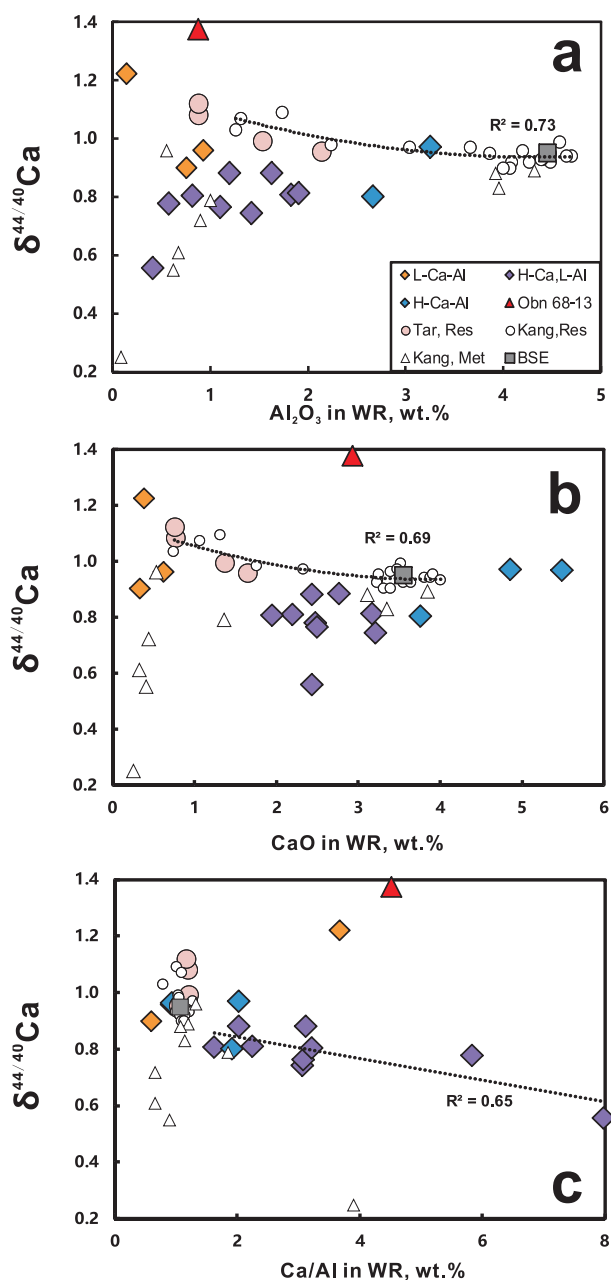 1.4
a
1.2
R² = 0.73
1.0
0.8
δ44/40Ca
L-Ca-Al
H-Ca,L-Al
0.6
H-Ca-Al
Obn 68-13
Tar, Res
Kang,Res
0.4
Kang, Met
BSE
0.2
0 1 2 3 4 5
Al₂O₃ in WR, wt.%
1.4
b
1.2
R² = 0.69
1.0
δ44/40Ca
0.8
0.6
0.4
0.2
0 1 2 3 4 5 6
CaO in WR, wt.%
1.4
1.2
1.0
δ44/40Ca
0.8
0.6
R² = 0.65
0.4
c
0.2
0 2 4 6 8
Ca/Al in WR, wt.%